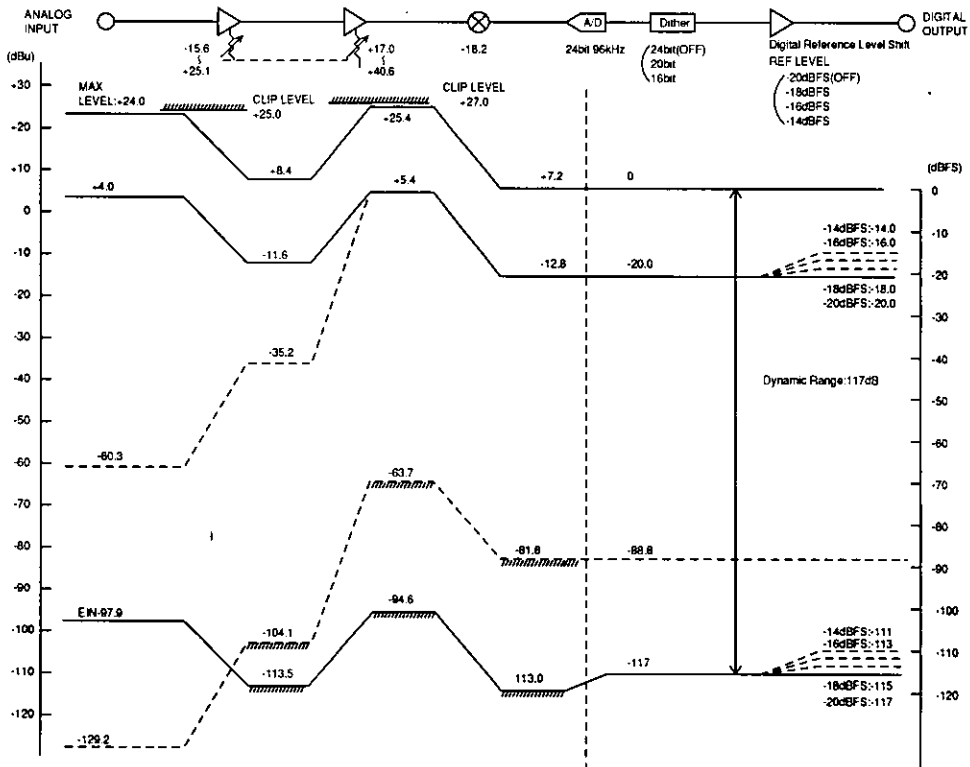 ANALOG INPUT
A/D
Dither
DIGITAL OUTPUT
-15.6
~
+25.1
+17.0
~
+40.6
-18.2
24bit 96kHz
24bit(OFF)
20bit
16bit
Digital Reference Level Shift
REF LEVEL
-20dBFS(OFF)
-18dBFS
-16dBFS
-14dBFS
(dBu)
+30
+20
+10
0
-10
-20
-30
-40
-50
-60
-70
-80
-90
-100
-110
-120
MAX
LEVEL:+24.0
CLIP LEVEL
+25.0
CLIP LEVEL
+27.0
+25.4
+8.4
+7.2
0
+4.0
+5.4
-11.6
-12.8
-20.0
-14dBFS:-14.0
-16dBFS:-16.0
-18dBFS:-18.0
-20dBFS:-20.0
-35.2
Dynamic Range:117dB
-60.3
-63.7
-81.8
-88.8
EIN-97.9
-94.6
-104.1
-113.5
113.0
-117
-14dBFS:-111
-16dBFS:-113
-18dBFS:-115
-20dBFS:-117
-129.2
(dBFS)
0
-10
-20
-30
-40
-50
-60
-70
-80
-90
-100
-110
-120